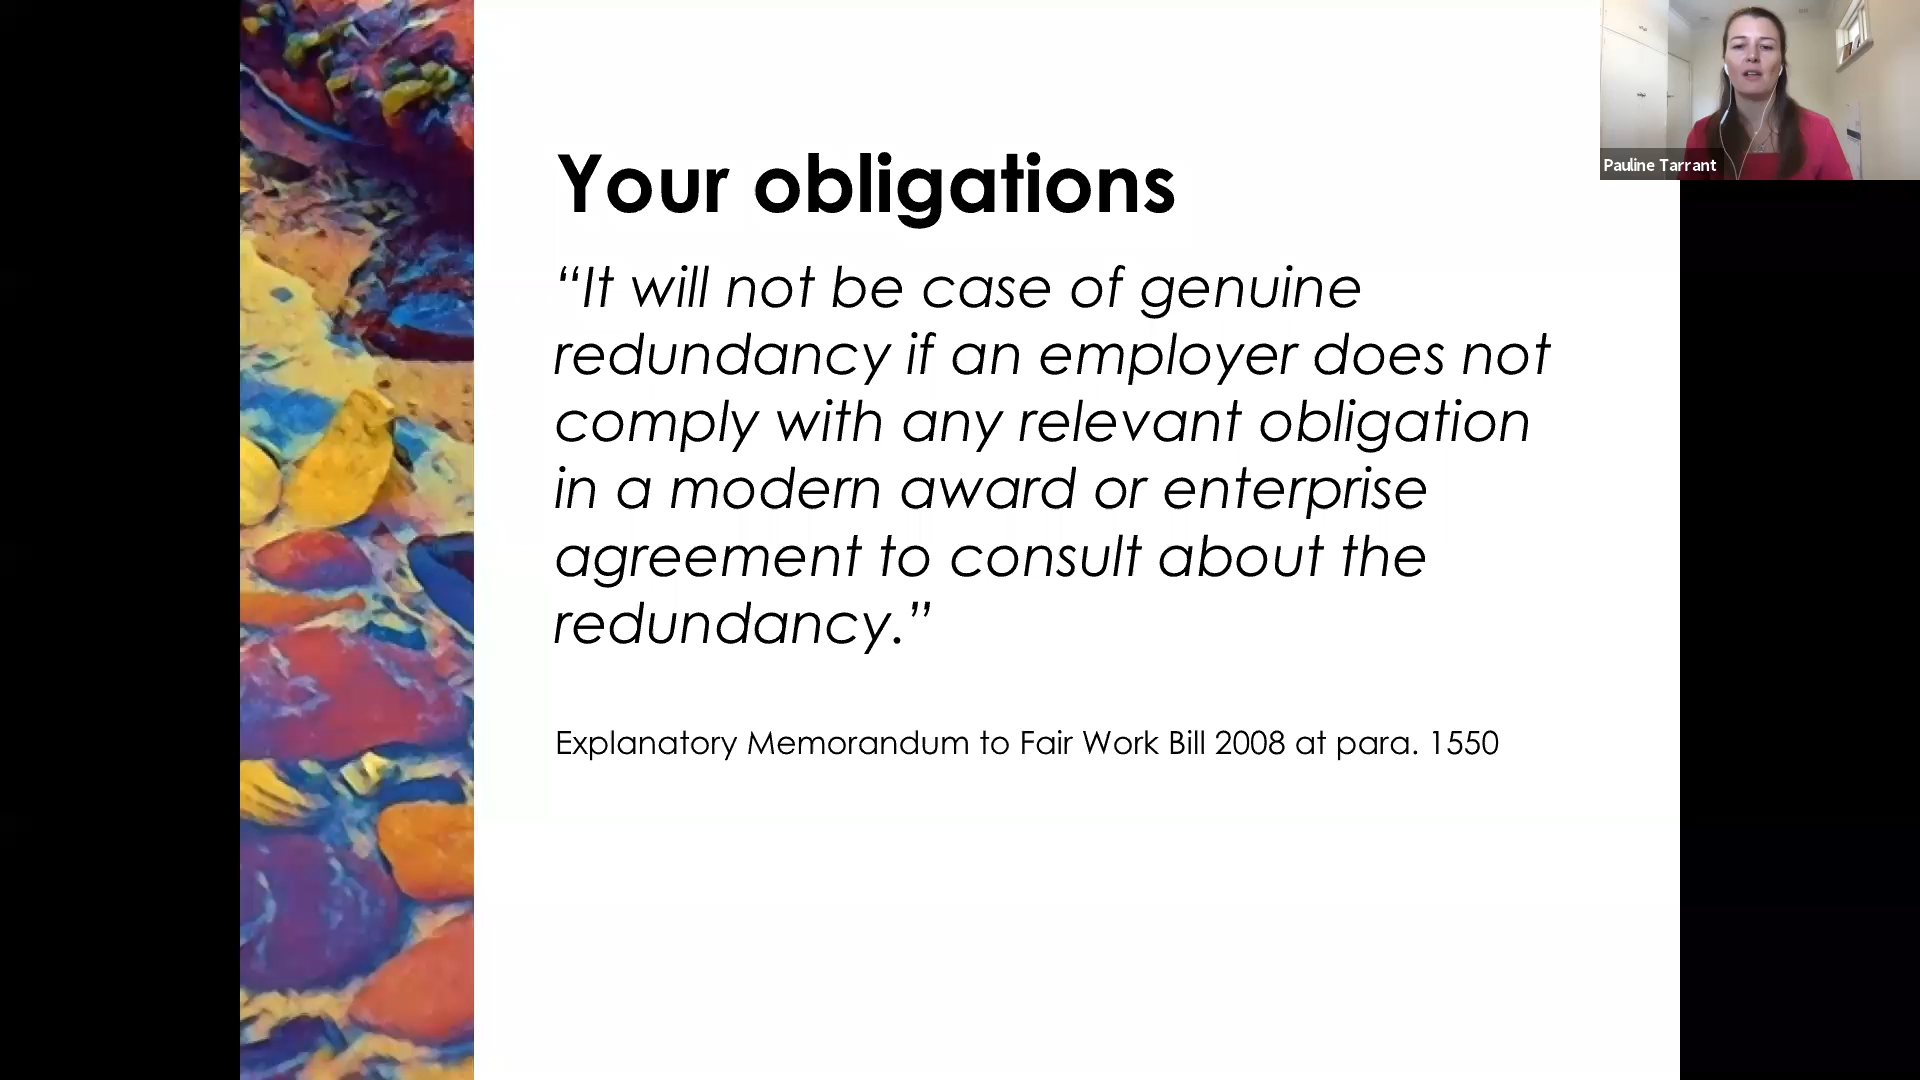 Your obligations
“It will not be case of genuine
redundancy if an employer does not
comply with any relevant obligation
in a modern award or enterprise
agreement to consult about the
redundancy.”
Explanatory Memorandum to Fair Work Bill 2008 at para. 1550
Pauline Tarrant